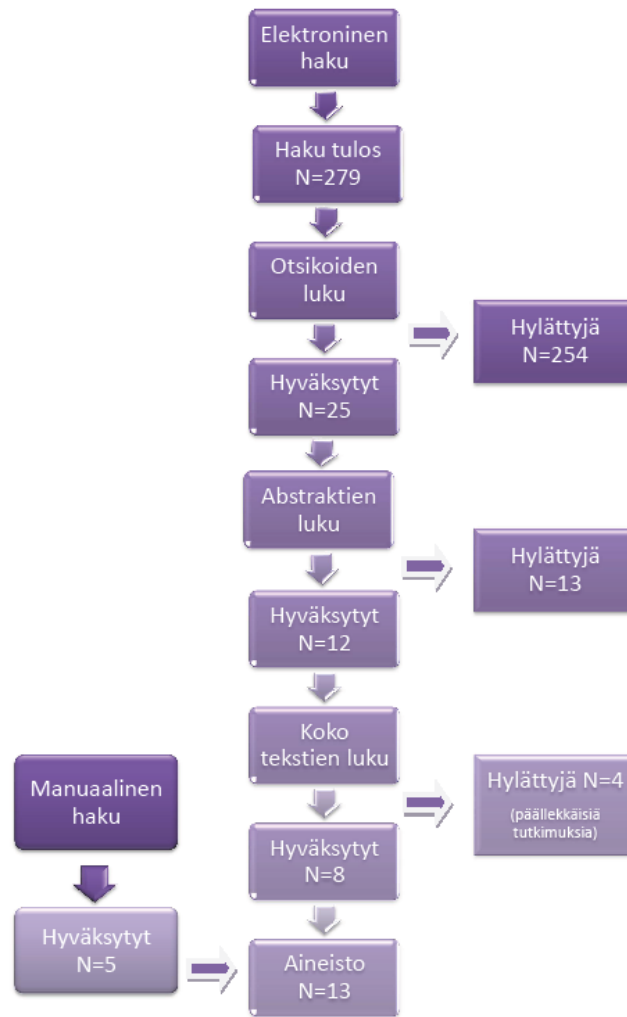 Elektroninen
haku
Haku tulos
N=279
Otsikoiden
luku
Hylättyjä
N=254
Hyväksytyt
N=25
Abstraktien
luku
Hylättyjä
N=13
Hyväksytyt
N=12
Koko
tekstien luku
Hylättyjä N=4
(päällekkäisiä
tutkimuksia)
Manuaalinen
haku
Hyväksytyt
N=8
Hyväksytyt
N=5
Aineisto
N=13